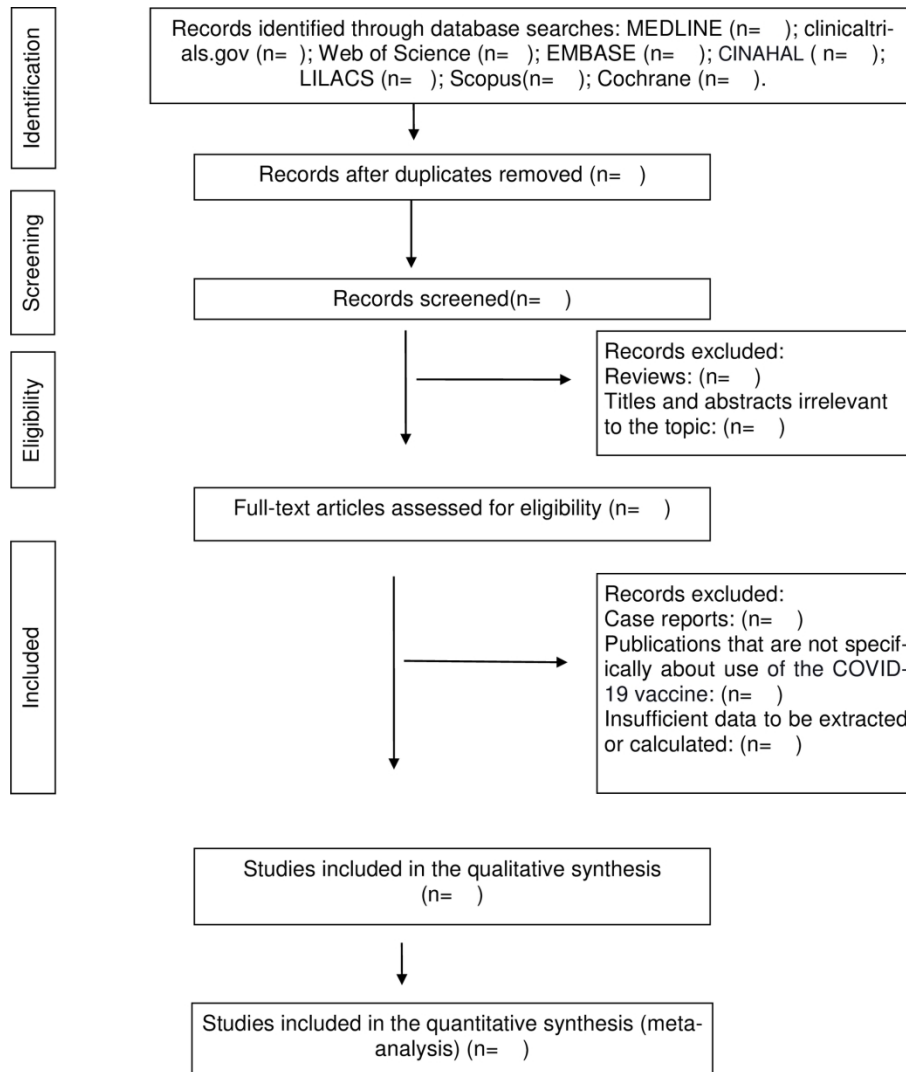 Identification
Records identified through database searches: MEDLINE (n=   ); clinicaltri-
als.gov (n=  ); Web of Science (n=   ); EMBASE (n=   ); CINAHAL ( n=   );
LILACS (n=   ); Scopus(n=   ); Cochrane (n=   ).
Records after duplicates removed (n=   )
Screening
Records screened(n=   )
Eligibility
Records excluded:
Reviews: (n=   )
Titles and abstracts irrelevant
to the topic: (n=   )
Full-text articles assessed for eligibility (n=   )
Included
Records excluded:
Case reports: (n=   )
Publications that are not specif-
ically about use of the COVID-
19 vaccine: (n=   )
Insufficient data to be extracted
or calculated: (n=   )
Studies included in the qualitative synthesis
(n=   )
Studies included in the quantitative synthesis (meta-
analysis) (n=   )